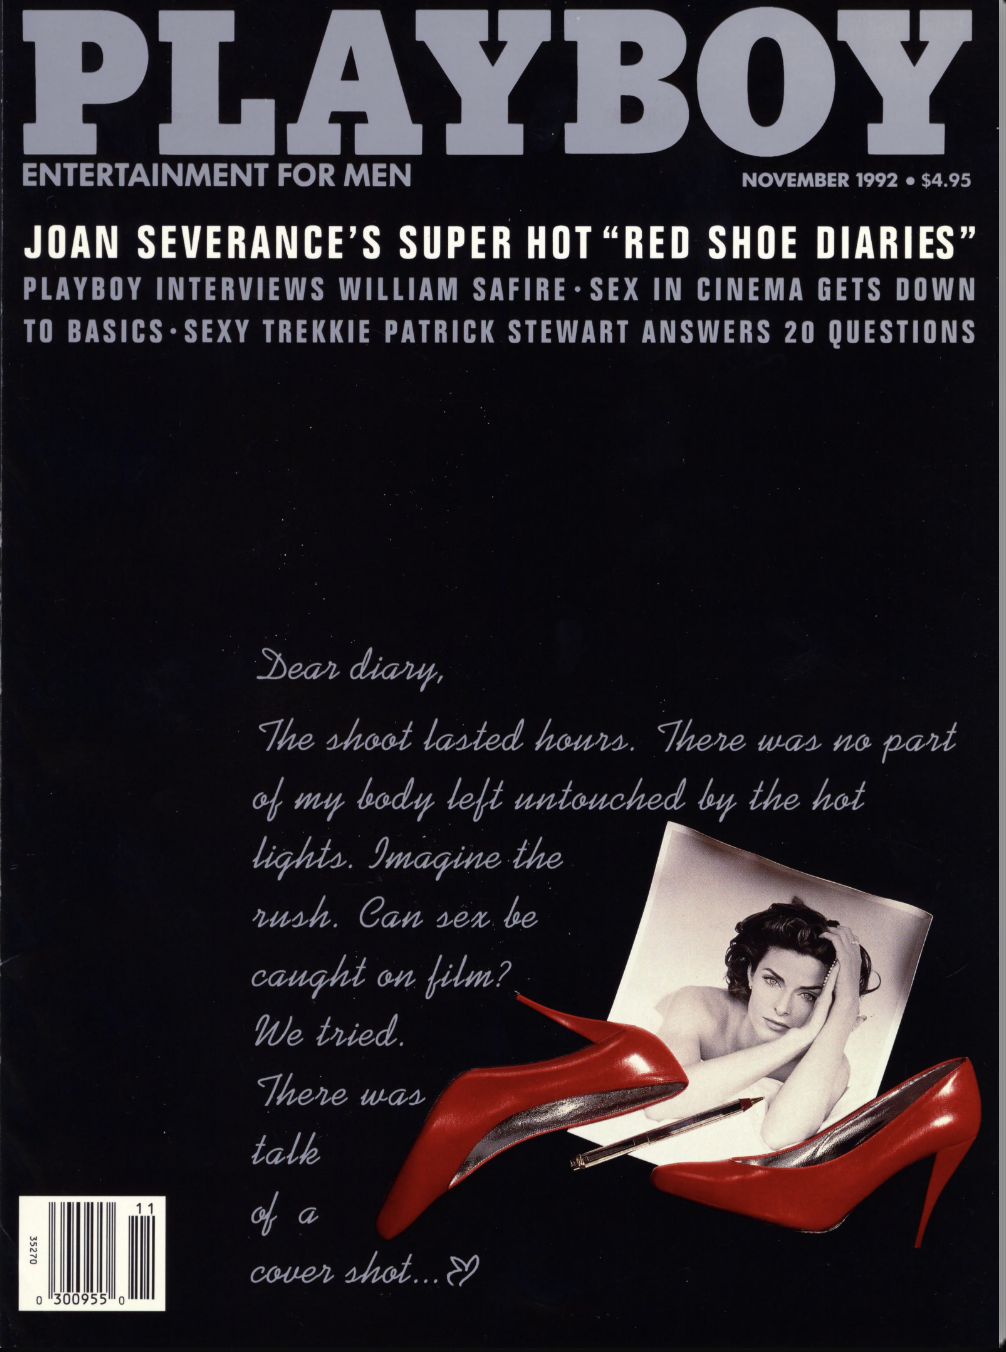 PLAYBOY
ENTERTAINMENT FOR MEN
NOVEMBER 1992 • $4.95
JOAN SEVERANCE'S SUPER HOT “RED SHOE DIARIES”
PLAYBOY INTERVIEWS WILLIAM SAFIRE • SEX IN CINEMA GETS DOWN
TO BASICS • SEXY TREKKIE PATRICK STEWART ANSWERS 20 QUESTIONS
Dear diary,
The shoot lasted hours. There was no part
of my body left untouched by the hot
lights. Imagine the
rush. Can sex be
caught on film?
We tried.
There was
talk
of a
cover shot...
11
35270
0 300955 0